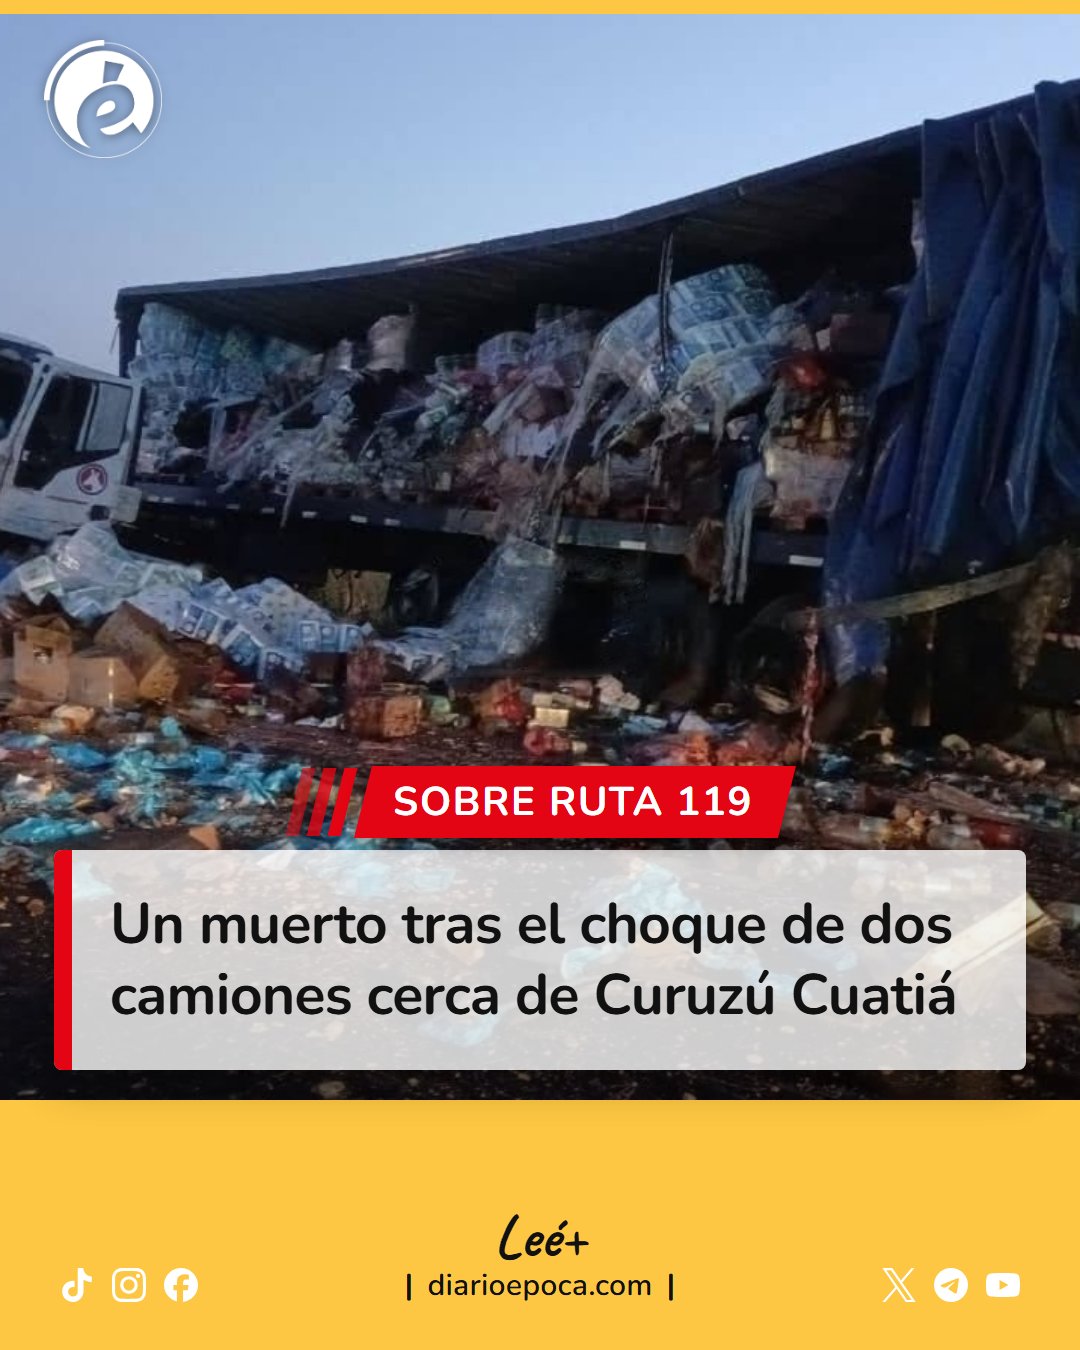 é
SOBRE RUTA 119
Un muerto tras el choque de dos
camiones cerca de Curuzú Cuatiá
Leé+
| diarioepoca.com |